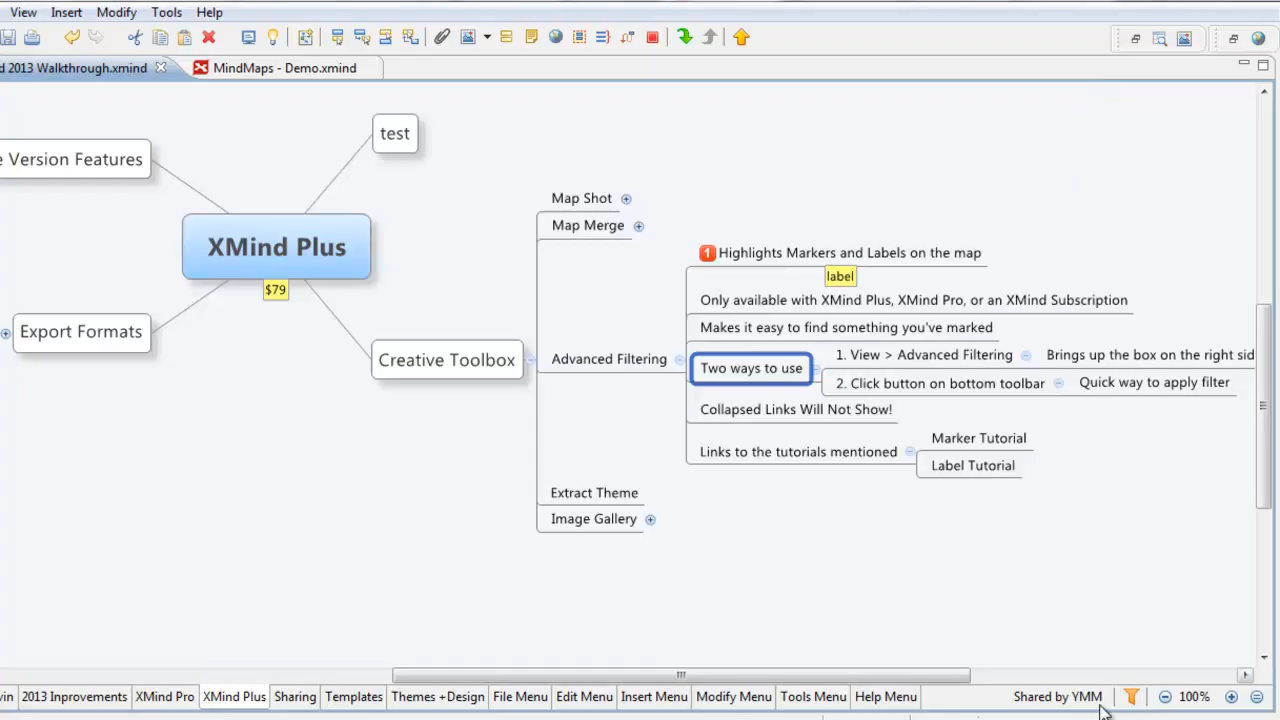 View Insert Modify Tools Help
d 2013 Walkthrough.xmind MindMaps - Demo.xmind
test
e Version Features
Map Shot
Map Merge
XMind Plus
1 Highlights Markers and Labels on the map
label
$79
Only available with XMind Plus, XMind Pro, or an XMind Subscription
Makes it easy to find something you've marked
Export Formats
Creative Toolbox
Advanced Filtering
Two ways to use
1. View > Advanced Filtering Brings up the box on the right sid
2. Click button on bottom toolbar Quick way to apply filter
Collapsed Links Will Not Show!
Links to the tutorials mentioned
Marker Tutorial
Label Tutorial
Extract Theme
Image Gallery
vin 2013 Inprovements XMind Pro XMind Plus Sharing Templates Themes +Design File Menu Edit Menu Insert Menu Modify Menu Tools Menu Help Menu Shared by YMM 100%